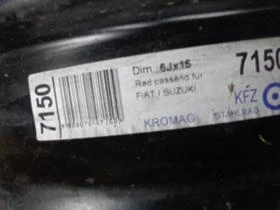 7150
Dim 6Jx15
7150
Rad passend für
FIAT / SUZUKI
KFZ
KROMAG
STAHLRAD